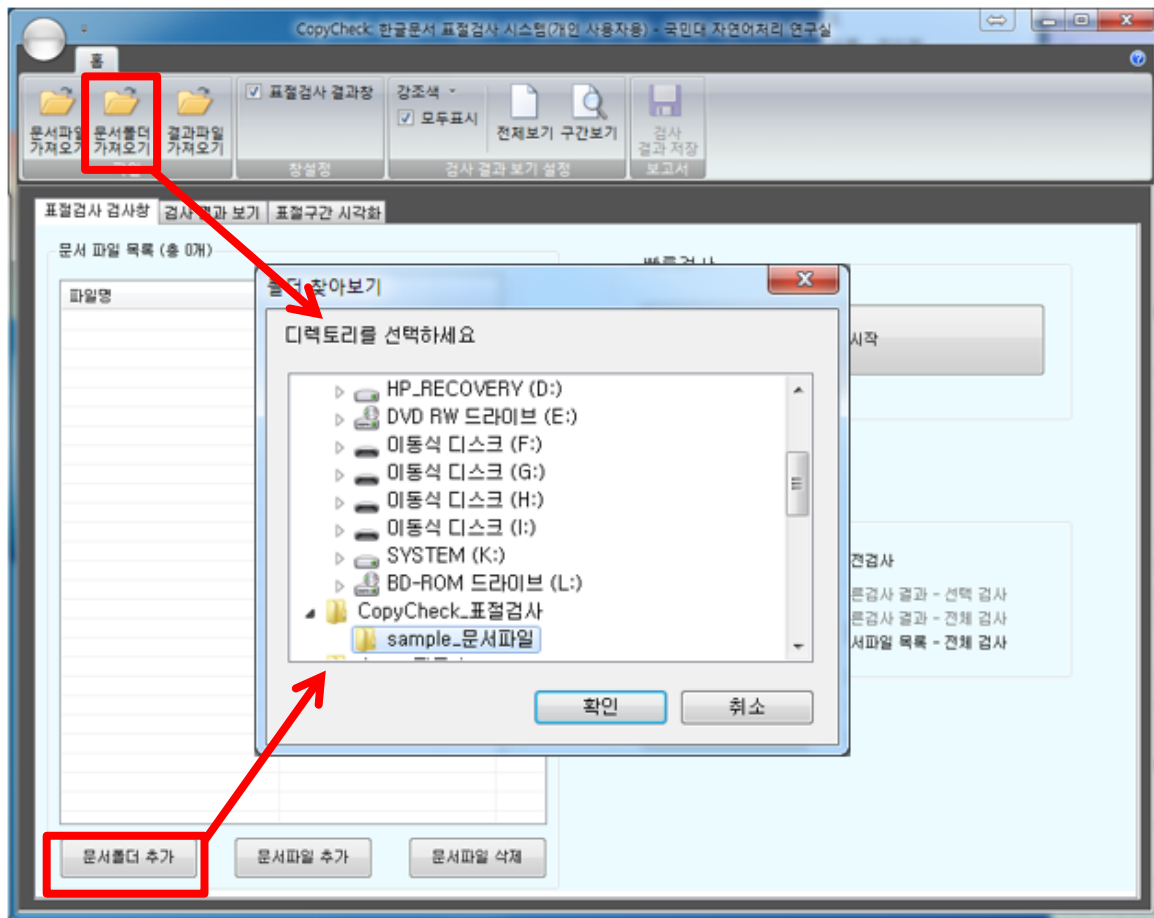 CopyCheck: 한글문서 표절검사 시스템(개인 사용자용) - 국민대 자연어처리 연구실
홈
문서파일 가져오기
문서폴더 가져오기
결과파일 가져오기
표절검사 결과창
강조색
모두표시
전체보기 구간보기
검사
결과 저장
창설정
검사 결과 보기 설정
보고서
표절검사 검사창
검사 결과 보기
표절구간 시각화
문서 파일 목록 (총 0개)
빠른검사
파일명
시작
폴더 찾아보기
디렉토리를 선택하세요
HP_RECOVERY (D:)
DVD RW 드라이브 (E:)
이동식 디스크 (F:)
이동식 디스크 (G:)
이동식 디스크 (H:)
이동식 디스크 (I:)
SYSTEM (K:)
BD-ROM 드라이브 (L:)
CopyCheck_표절검사
sample_문서파일
확인
취소
전검사
른검사 결과 - 선택 검사
른검사 결과 - 전체 검사
서파일 목록 - 전체 검사
문서폴더 추가
문서파일 추가
문서파일 삭제